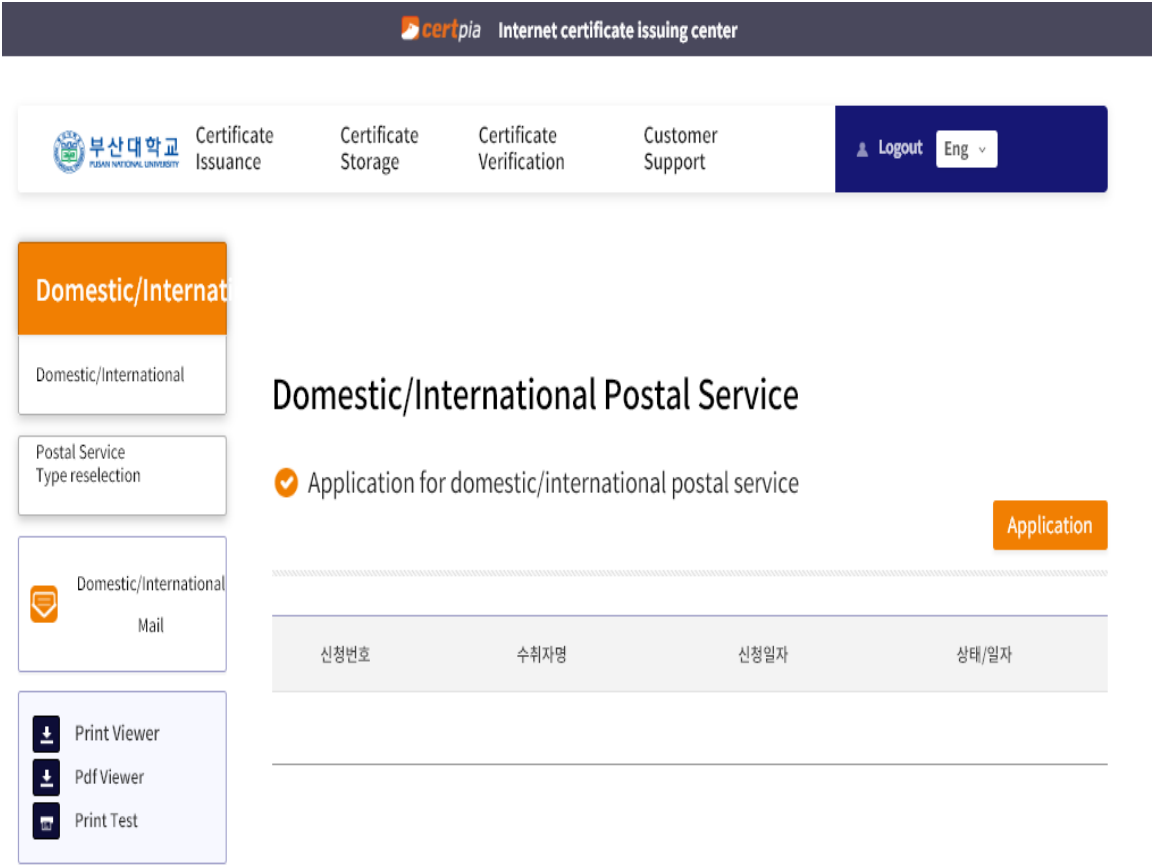 certpia Internet certificate issuing center
부산대학교
PUSAN NATIONAL UNIVERSITY
Certificate
Issuance
Certificate
Storage
Certificate
Verification
Customer
Support
Logout
Eng
Domestic/Internati
Domestic/International
Postal Service
Type reselection
Domestic/International
Mail
Print Viewer
Pdf Viewer
Print Test
Domestic/International Postal Service
Application for domestic/international postal service
Application
신청번호 수취자명 신청일자 상태/일자